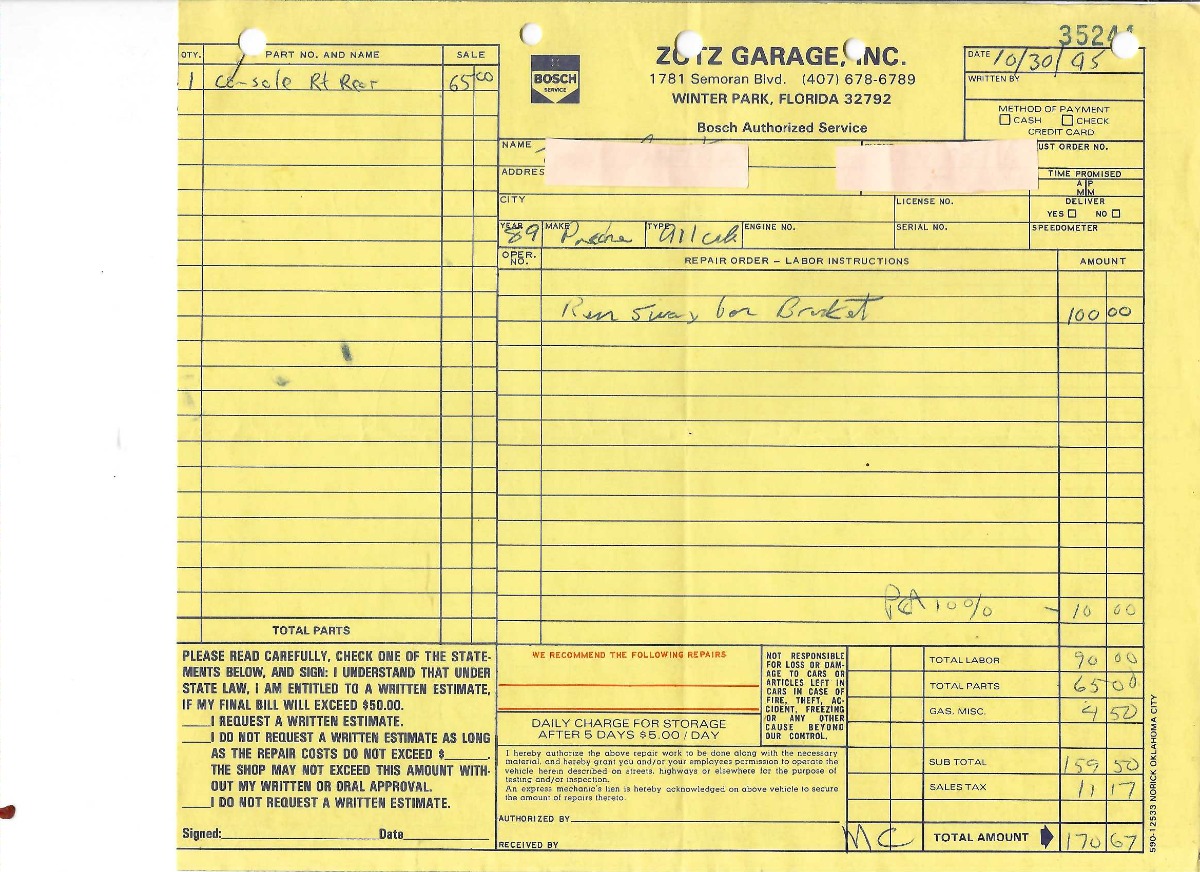 35244
ZOTZ GARAGE, INC.
1781 Semoran Blvd. (407) 678-6789
WINTER PARK, FLORIDA 32792
Bosch Authorized Service
BOSCH
SERVICE
DATE 10/30/95
WRITTEN BY
METHOD OF PAYMENT
CASH CHECK
CREDIT CARD
QTY. PART NO. AND NAME SALE
1 console Rt Rear 65 00
NAME
UST ORDER NO.
ADDRES
TIME PROMISED
A P
M M
CITY
LICENSE NO.
DELIVER
YES NO
YEAR 89 MAKE TYPE ENGINE NO. SERIAL NO. SPEEDOMETER
OPER. NO. REPAIR ORDER – LABOR INSTRUCTIONS AMOUNT
sway bar Bracket 100 00
PCA 10% - 10 00
TOTAL PARTS
PLEASE READ CAREFULLY, CHECK ONE OF THE STATE-
MENTS BELOW, AND SIGN: I UNDERSTAND THAT UNDER
STATE LAW, I AM ENTITLED TO A WRITTEN ESTIMATE,
IF MY FINAL BILL WILL EXCEED $50.00.
____I REQUEST A WRITTEN ESTIMATE.
____I DO NOT REQUEST A WRITTEN ESTIMATE AS LONG
AS THE REPAIR COSTS DO NOT EXCEED $______.
THE SHOP MAY NOT EXCEED THIS AMOUNT WITH-
OUT MY WRITTEN OR ORAL APPROVAL.
____I DO NOT REQUEST A WRITTEN ESTIMATE.
Signed:____________ Date____________
WE RECOMMEND THE FOLLOWING REPAIRS
DAILY CHARGE FOR STORAGE
AFTER 5 DAYS $5.00 / DAY
NOT RESPONSIBLE
FOR LOSS OR DAM-
AGE TO CARS OR
ARTICLES LEFT IN
CARS IN CASE OF
FIRE, THEFT, AC-
CIDENT, FREEZING
OR ANY OTHER
CAUSE BEYOND
OUR CONTROL.
I hereby authorize the above repair work to be done along with the necessary
material, and hereby grant you and/or your employees permission to operate the
vehicle herein described on streets, highways or elsewhere for the purpose of
testing and/or inspection.
An express mechanic's lien is hereby acknowledged on above vehicle to secure
the amount of repairs thereto.
AUTHORIZED BY
RECEIVED BY
TOTAL LABOR 90 00
TOTAL PARTS 65 00
GAS. MISC. 4 50
SUB TOTAL 159 50
SALES TAX 11 17
MC TOTAL AMOUNT 170 67
590-12533 NORICK OKLAHOMA CITY